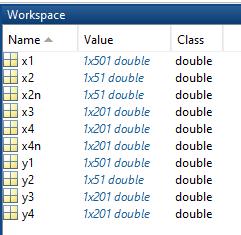 Workspace
Name Value Class
x1 1x501 double double
x2 1x51 double double
x2n 1x51 double double
x3 1x201 double double
x4 1x201 double double
x4n 1x201 double double
y1 1x501 double double
y2 1x51 double double
y3 1x201 double double
y4 1x201 double double